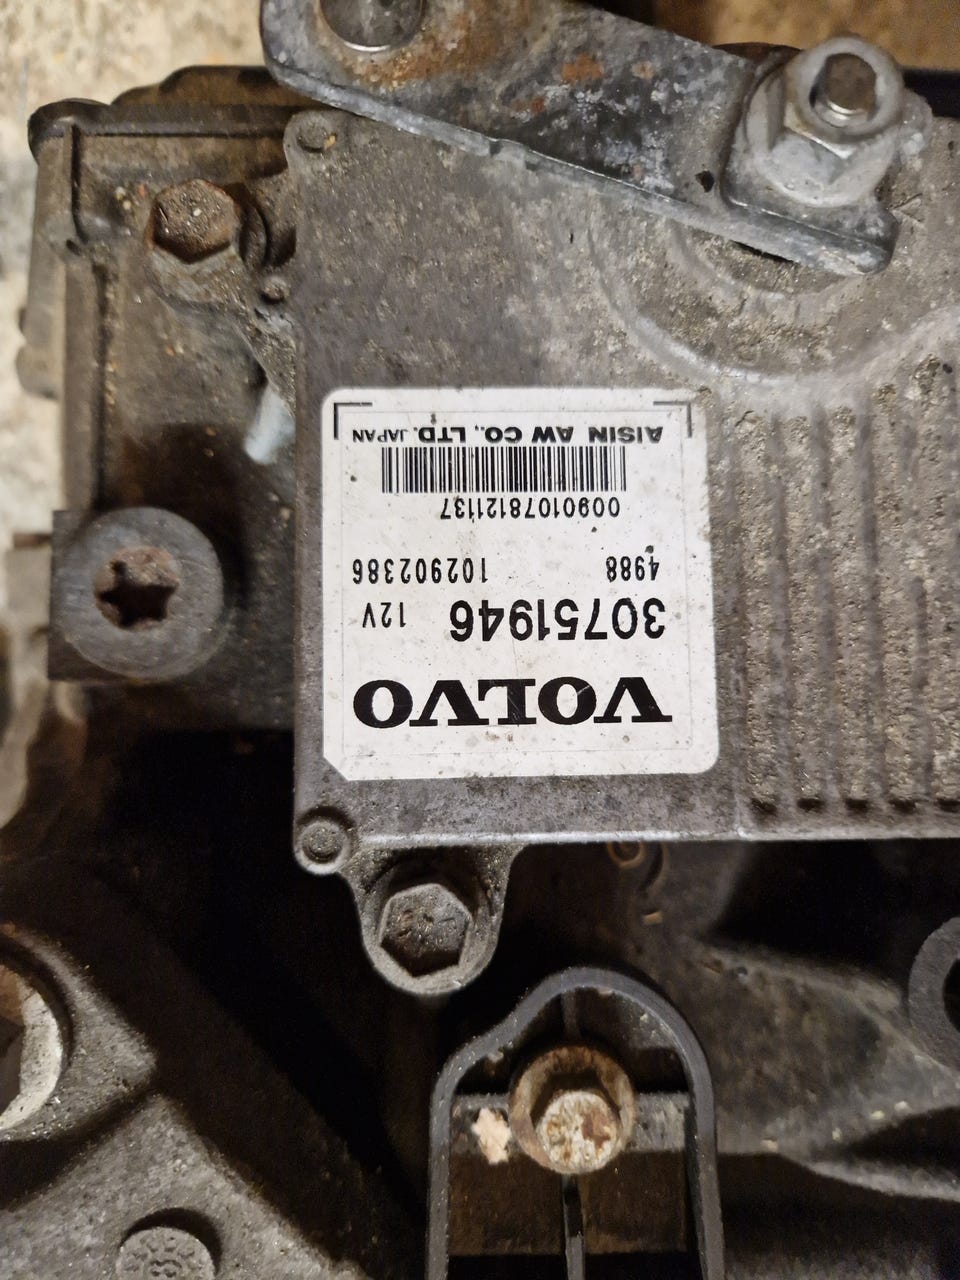 VOLVO
30751946 12V
4988 102902386
00901078121137
AISIN AW CO., LTD. JAPAN